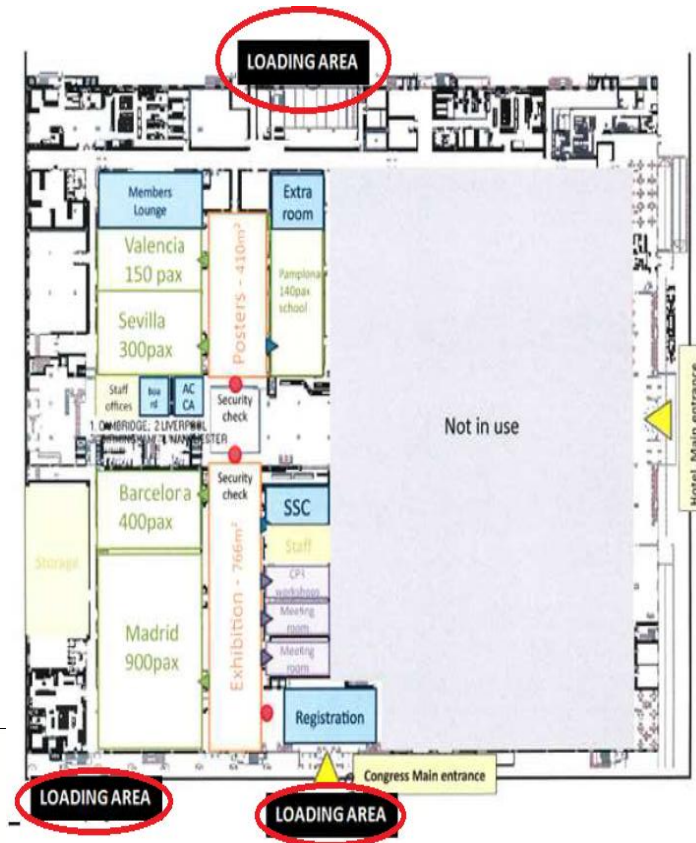 LOADING AREA
Members
Lounge
Extra
room
Valencia
150 pax
Posters - 410m²
Pamplona
140pax
school
Sevilla
300pax
Staff
offices
Boa
rd
AC
CA
Security
check
1. CAMBRIDGE; 2 LIVERPOOL
Not in use
Hotel Main entrance
Barcelona
400pax
Security
check
SSC
Storage
Staff
Exhibition - 766m²
CPR
workshops
Meeting
room
Madrid
900pax
Meeting
room
Registration
Congress Main entrance
LOADING AREA
LOADING AREA